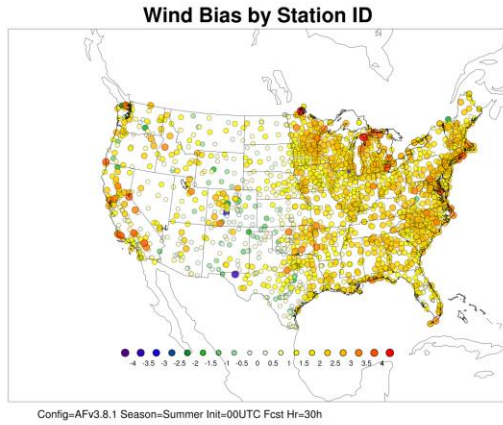 Wind Bias by Station ID
-4 -3.5 -3 -2.5 -2 -1.5 -1 -0.5 0 0.5 1 1.5 2 2.5 3 3.5 4
Config=AFv3.8.1 Season=Summer Init=00UTC Fcst Hr=30h